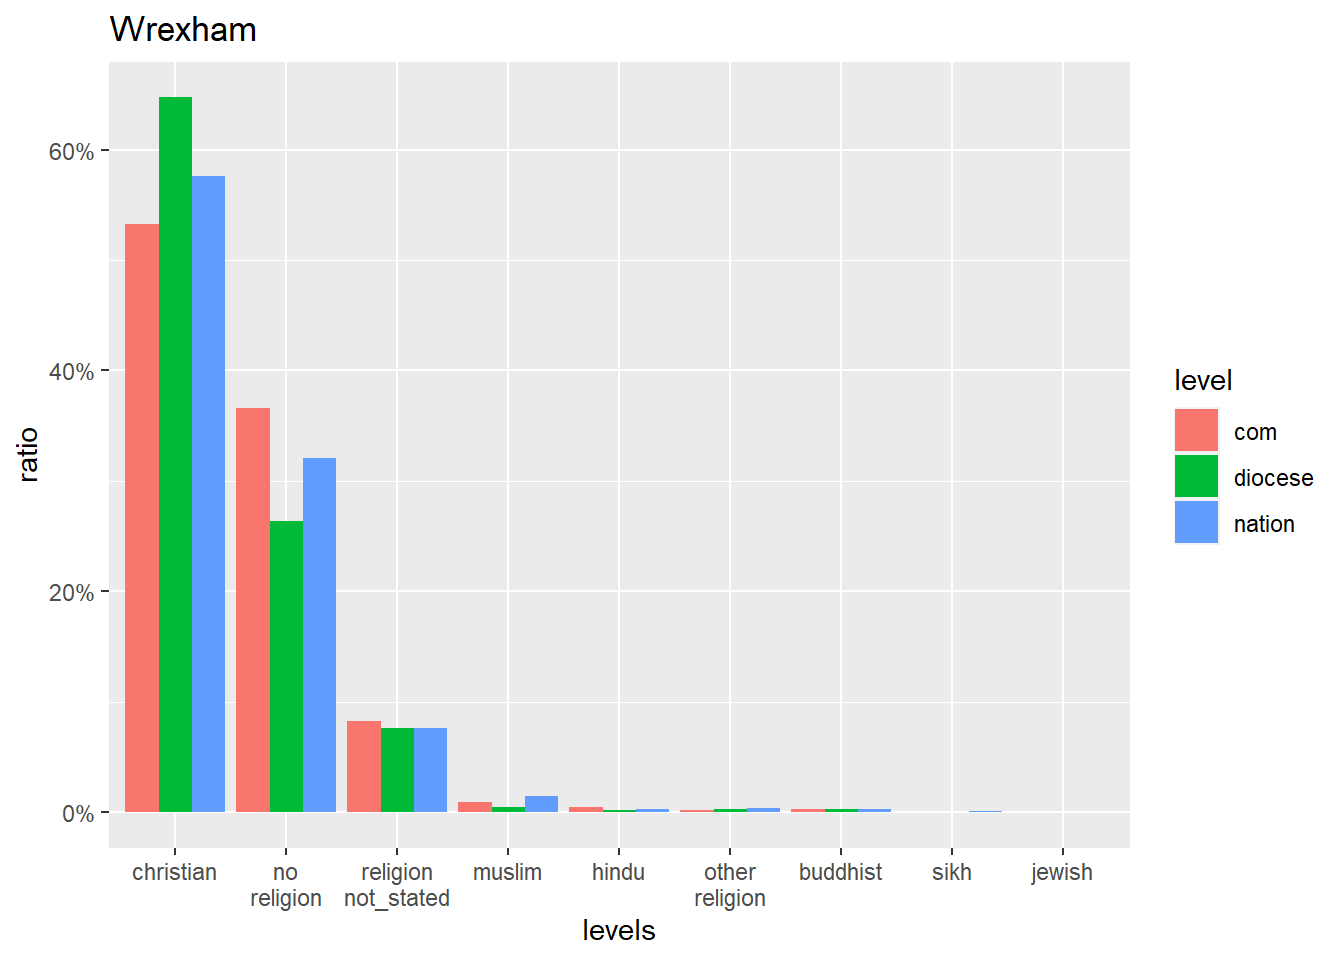 Wrexham
60%
40%
20%
0%
ratio
christian
no
religion
religion
not_stated
muslim
hindu
other
religion
buddhist
sikh
jewish
levels
level
com
diocese
nation